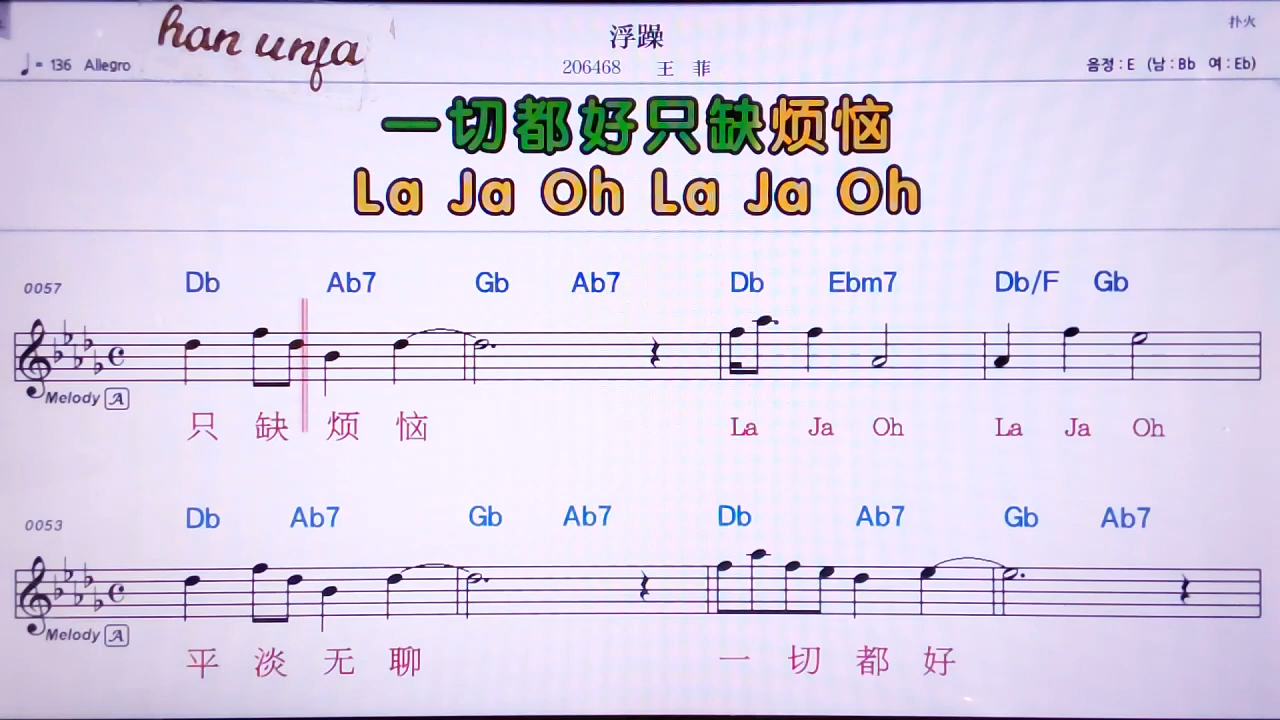 han unfa
浮躁
扑火
♩= 136 Allegro
206468 王 菲
음정 : E (남 : Bb 여 : Eb)
一切都好只缺烦恼
La Ja Oh La Ja Oh
0057 Db Ab7 Gb Ab7 Db Ebm7 Db/F Gb
Melody A
只 缺 烦 恼 La Ja Oh La Ja Oh
0053 Db Ab7 Gb Ab7 Db Ab7 Gb Ab7
Melody A
平 淡 无 聊 一 切 都 好